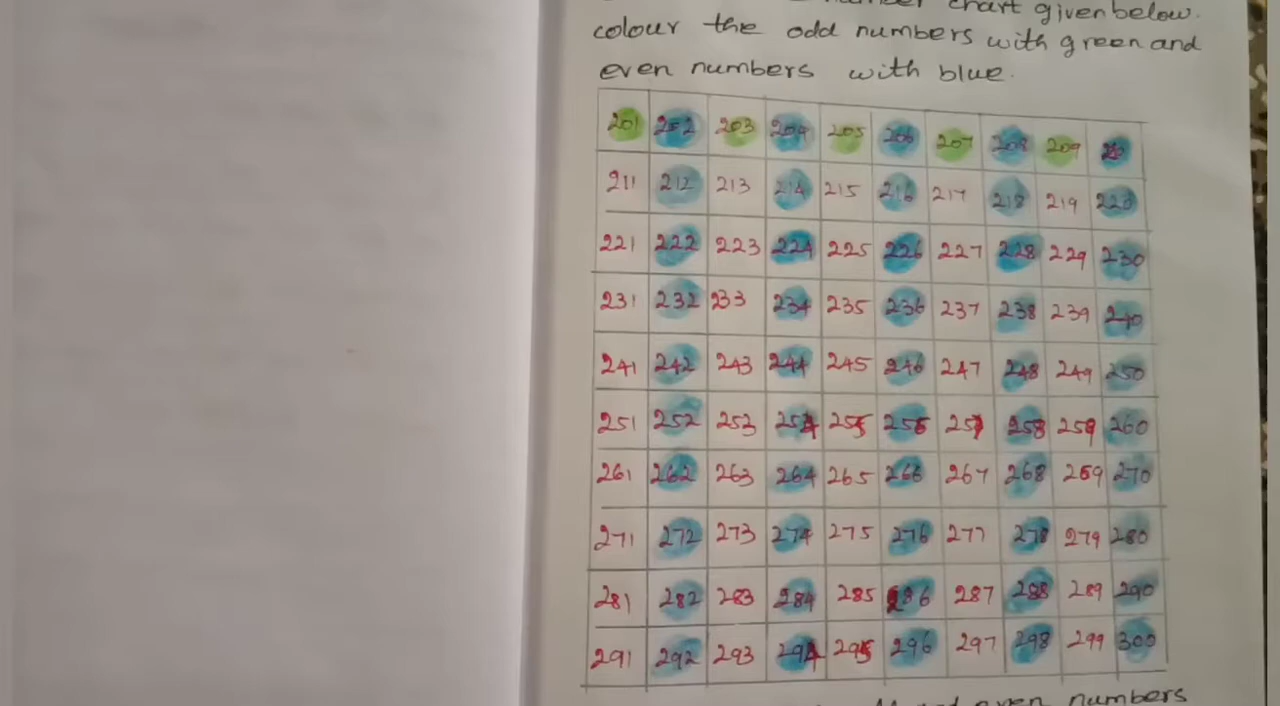 chart given below.
colour the odd numbers with green and
even numbers with blue.
201 202 203 204 205 206 207 208 209 210
211 212 213 214 215 216 217 218 219 220
221 222 223 224 225 226 227 228 229 230
231 232 233 234 235 236 237 238 239 240
241 242 243 244 245 246 247 248 249 250
251 252 253 254 255 256 257 258 259 260
261 262 263 264 265 266 267 268 269 270
271 272 273 274 275 276 277 278 279 280
281 282 283 284 285 286 287 288 289 290
291 292 293 294 295 296 297 298 299 300
even numbers